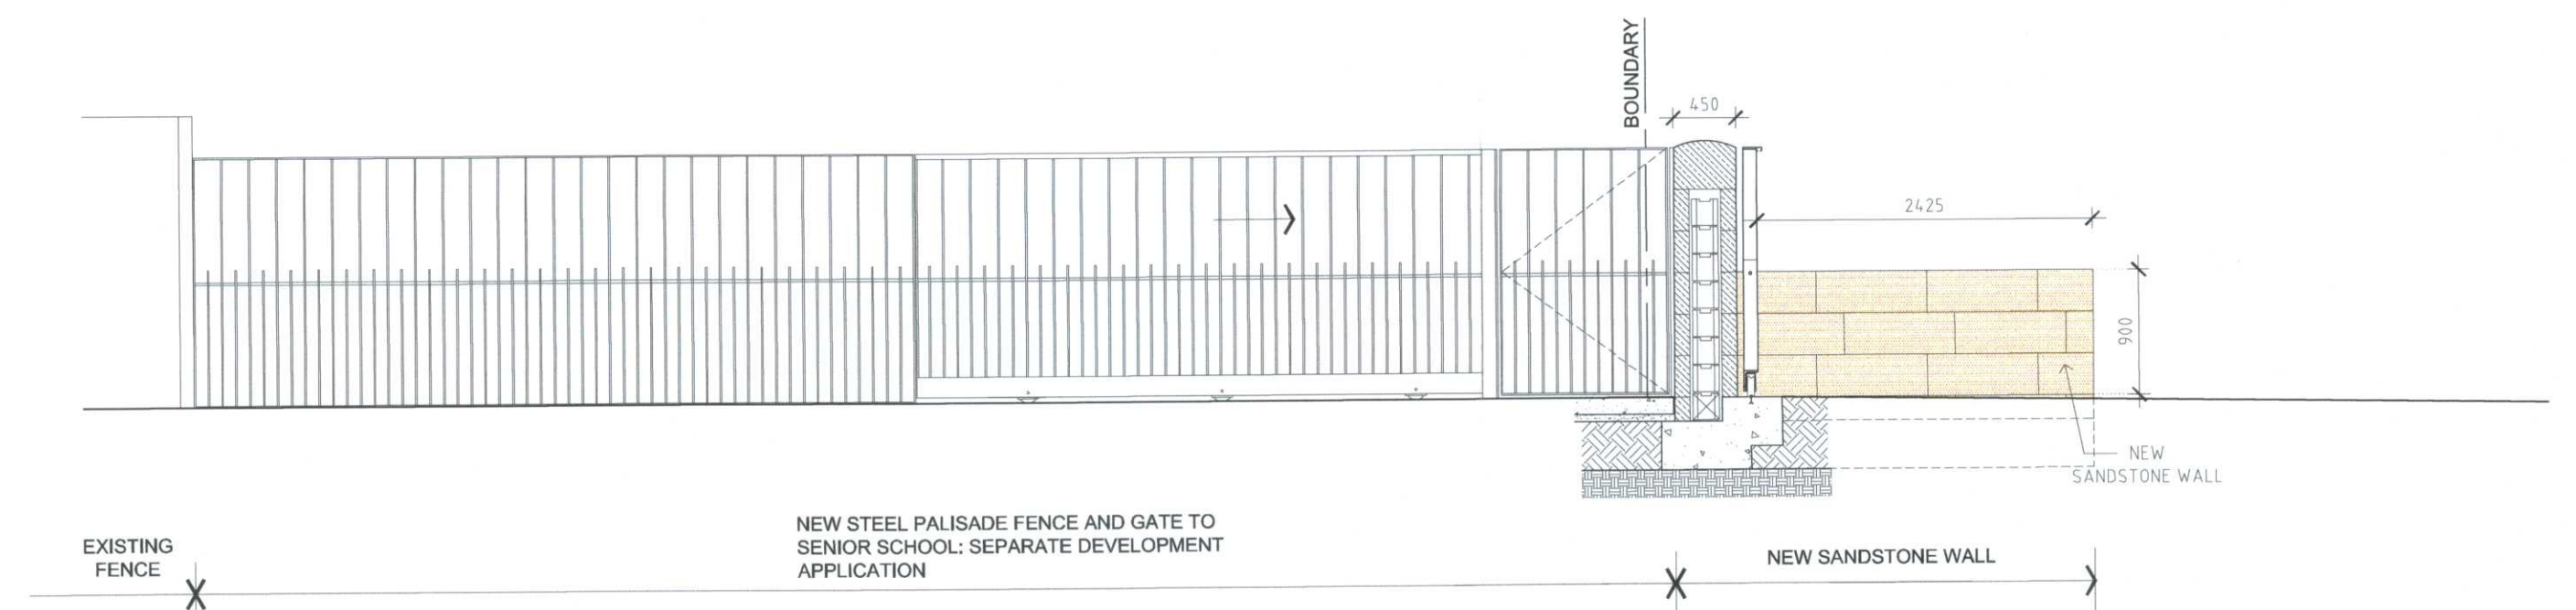 BOUNDARY
450
2425
900
NEW
SANDSTONE WALL
NEW STEEL PALISADE FENCE AND GATE TO
SENIOR SCHOOL: SEPARATE DEVELOPMENT
APPLICATION
EXISTING
FENCE
NEW SANDSTONE WALL